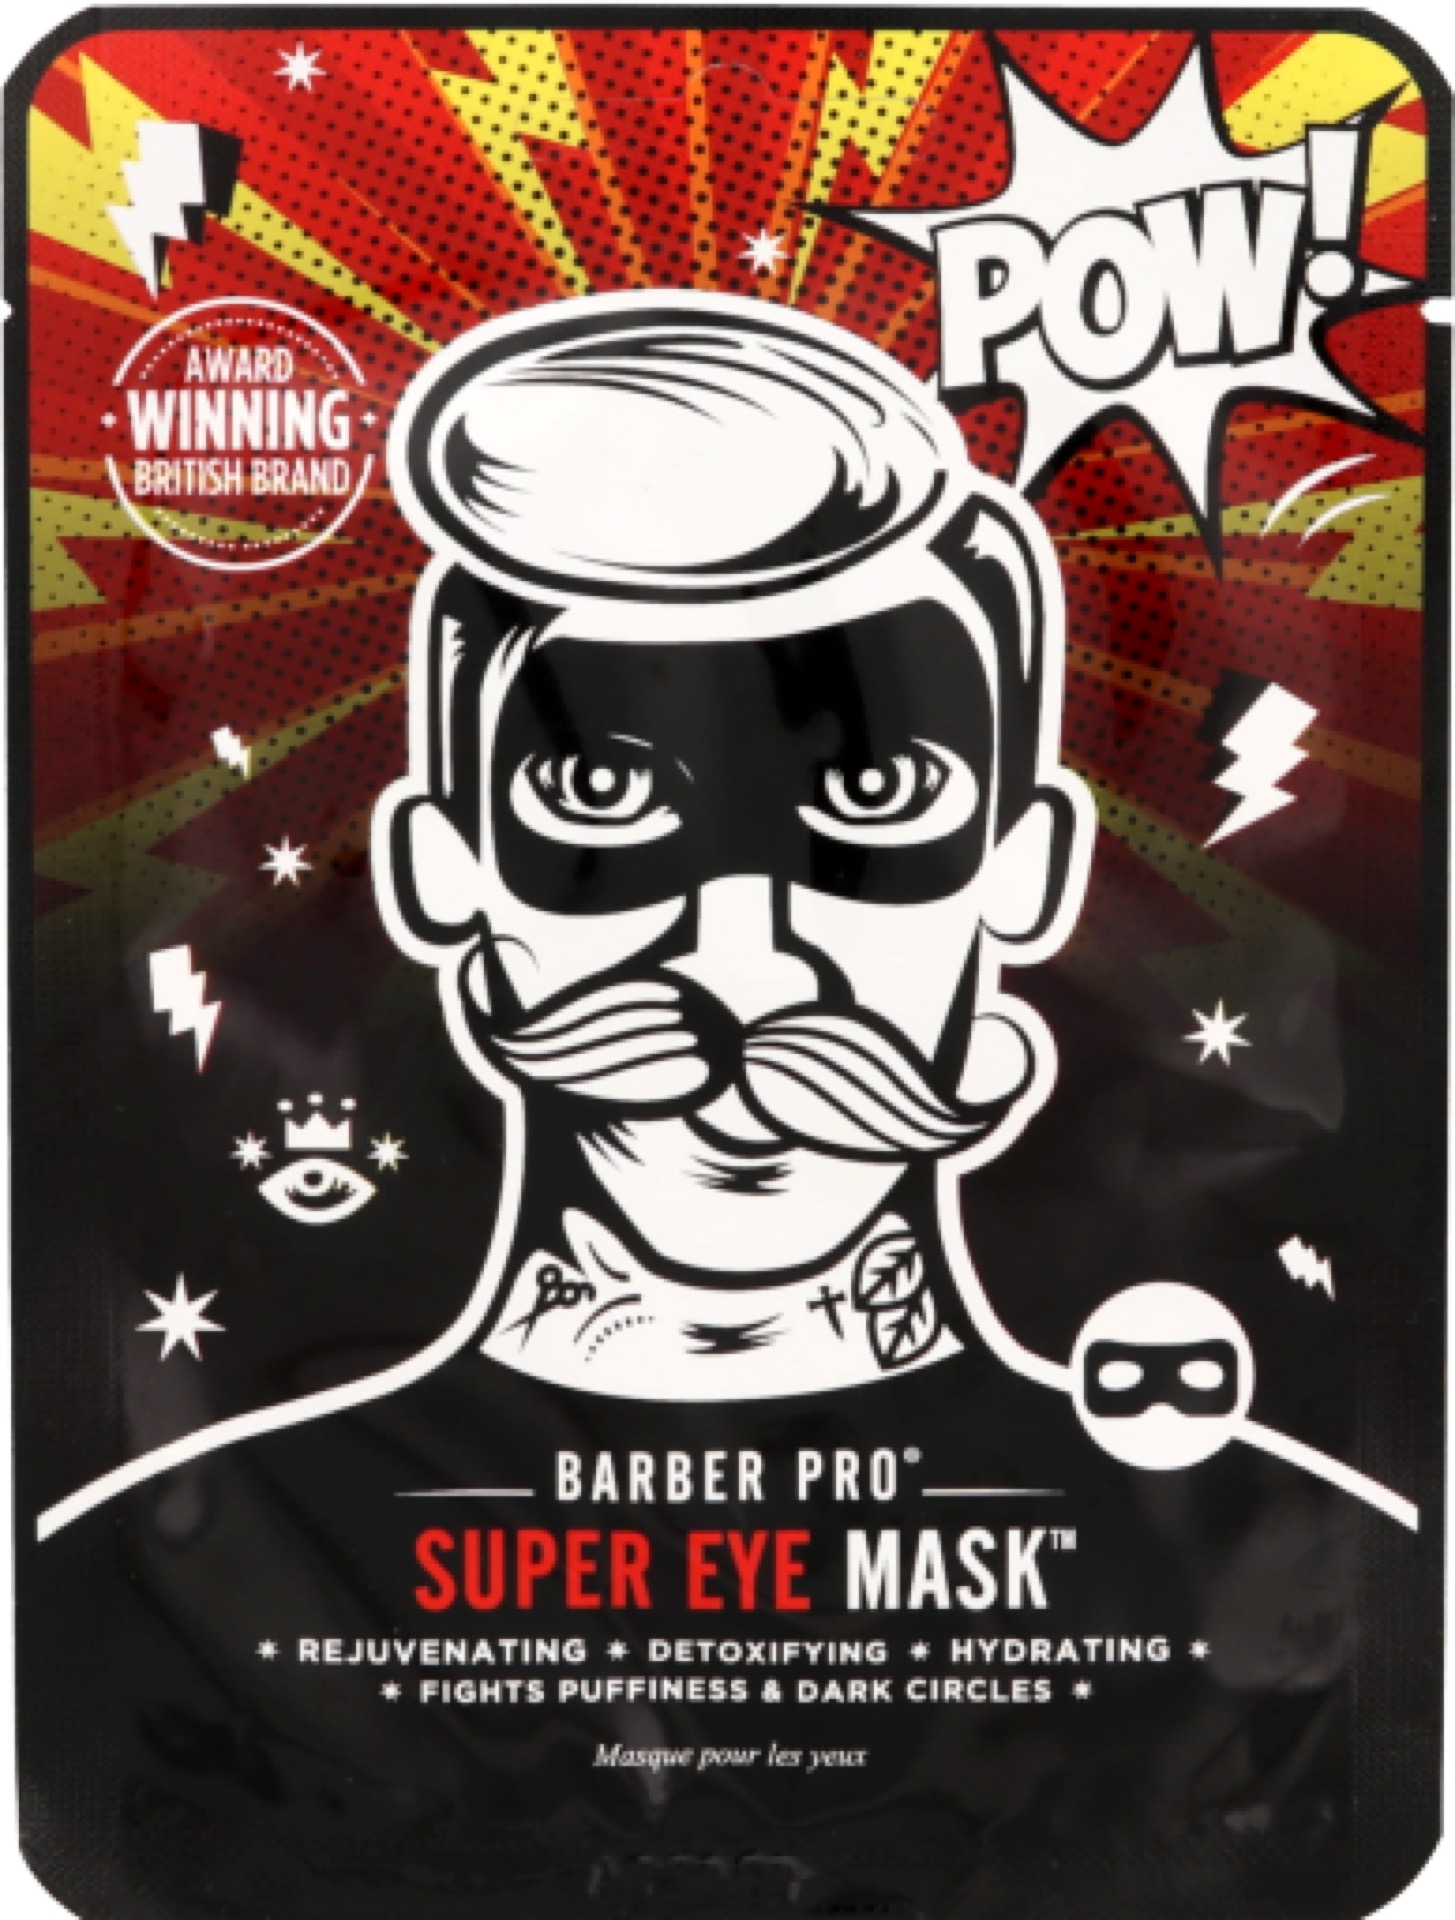 POW!
AWARD
WINNING
BRITISH BRAND
BARBER PRO®
SUPER EYE MASK™
* REJUVENATING * DETOXIFYING * HYDRATING *
* FIGHTS PUFFINESS & DARK CIRCLES *
Masque pour les yeux